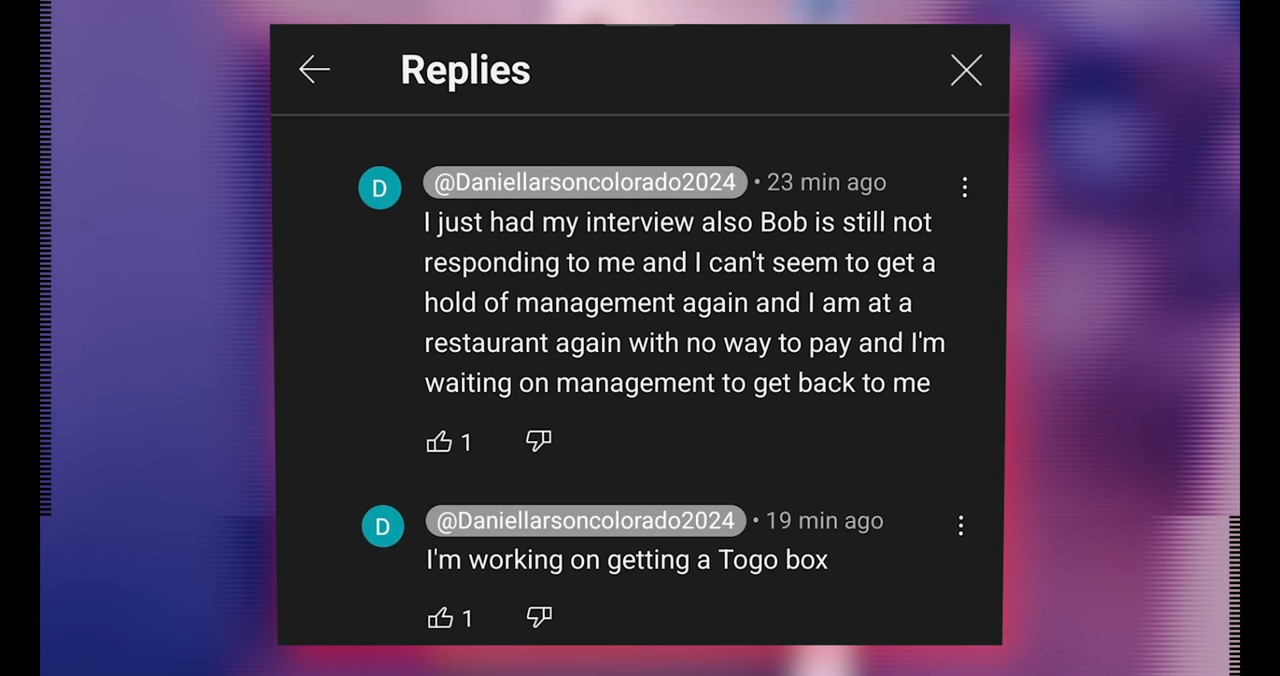 Replies
D
@Daniellarsoncolorado2024 • 23 min ago
I just had my interview also Bob is still not
responding to me and I can't seem to get a
hold of management again and I am at a
restaurant again with no way to pay and I'm
waiting on management to get back to me
1
D
@Daniellarsoncolorado2024 • 19 min ago
I'm working on getting a Togo box
1